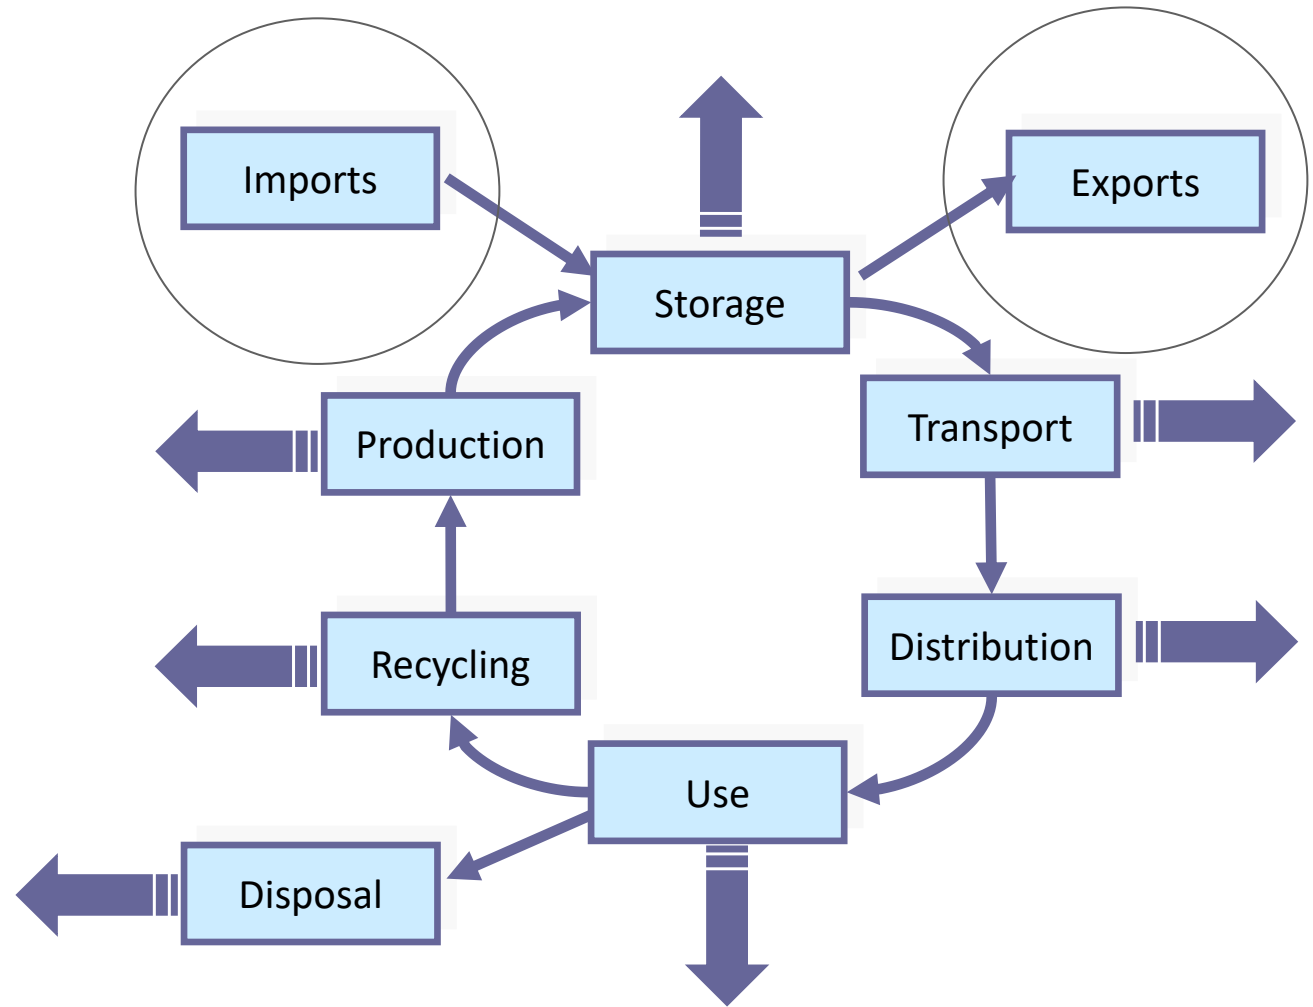 Imports
Exports
Storage
Production
Transport
Recycling
Distribution
Use
Disposal